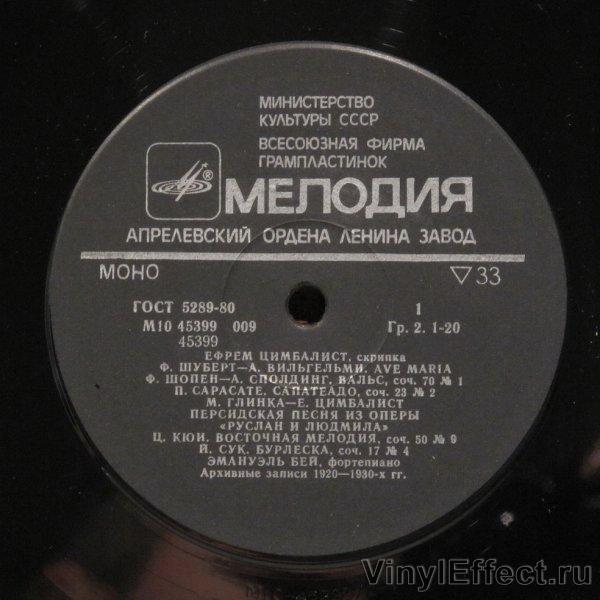 МИНИСТЕРСТВО
КУЛЬТУРЫ СССР
ВСЕСОЮЗНАЯ ФИРМА
ГРАМПЛАСТИНОК
®
МЕЛОДИЯ
АПРЕЛЕВСКИЙ ОРДЕНА ЛЕНИНА ЗАВОД
МОНО ▽33
ГОСТ 5289-80 1
М10 45399 009 Гр. 2. 1-20
45399
ЕФРЕМ ЦИМБАЛИСТ, скрипка
Ф. ШУБЕРТ—А. ВИЛЬГЕЛЬМИ. AVE MARIA
Ф. ШОПЕН—А. СПОЛДИНГ. ВАЛЬС, соч. 70 № 1
П. САРАСАТЕ. САПАТЕАДО, соч. 23 № 2
М. ГЛИНКА—Е. ЦИМБАЛИСТ
ПЕРСИДСКАЯ ПЕСНЯ ИЗ ОПЕРЫ
«РУСЛАН И ЛЮДМИЛА»
Ц. КЮИ. ВОСТОЧНАЯ МЕЛОДИЯ, соч. 50 № 9
Й. СУК. БУРЛЕСКА, соч. 17 № 4
ЭМАНУЭЛЬ БЕЙ, фортепиано
Архивные записи 1920—1930-х гг.
VinylEffect.ru